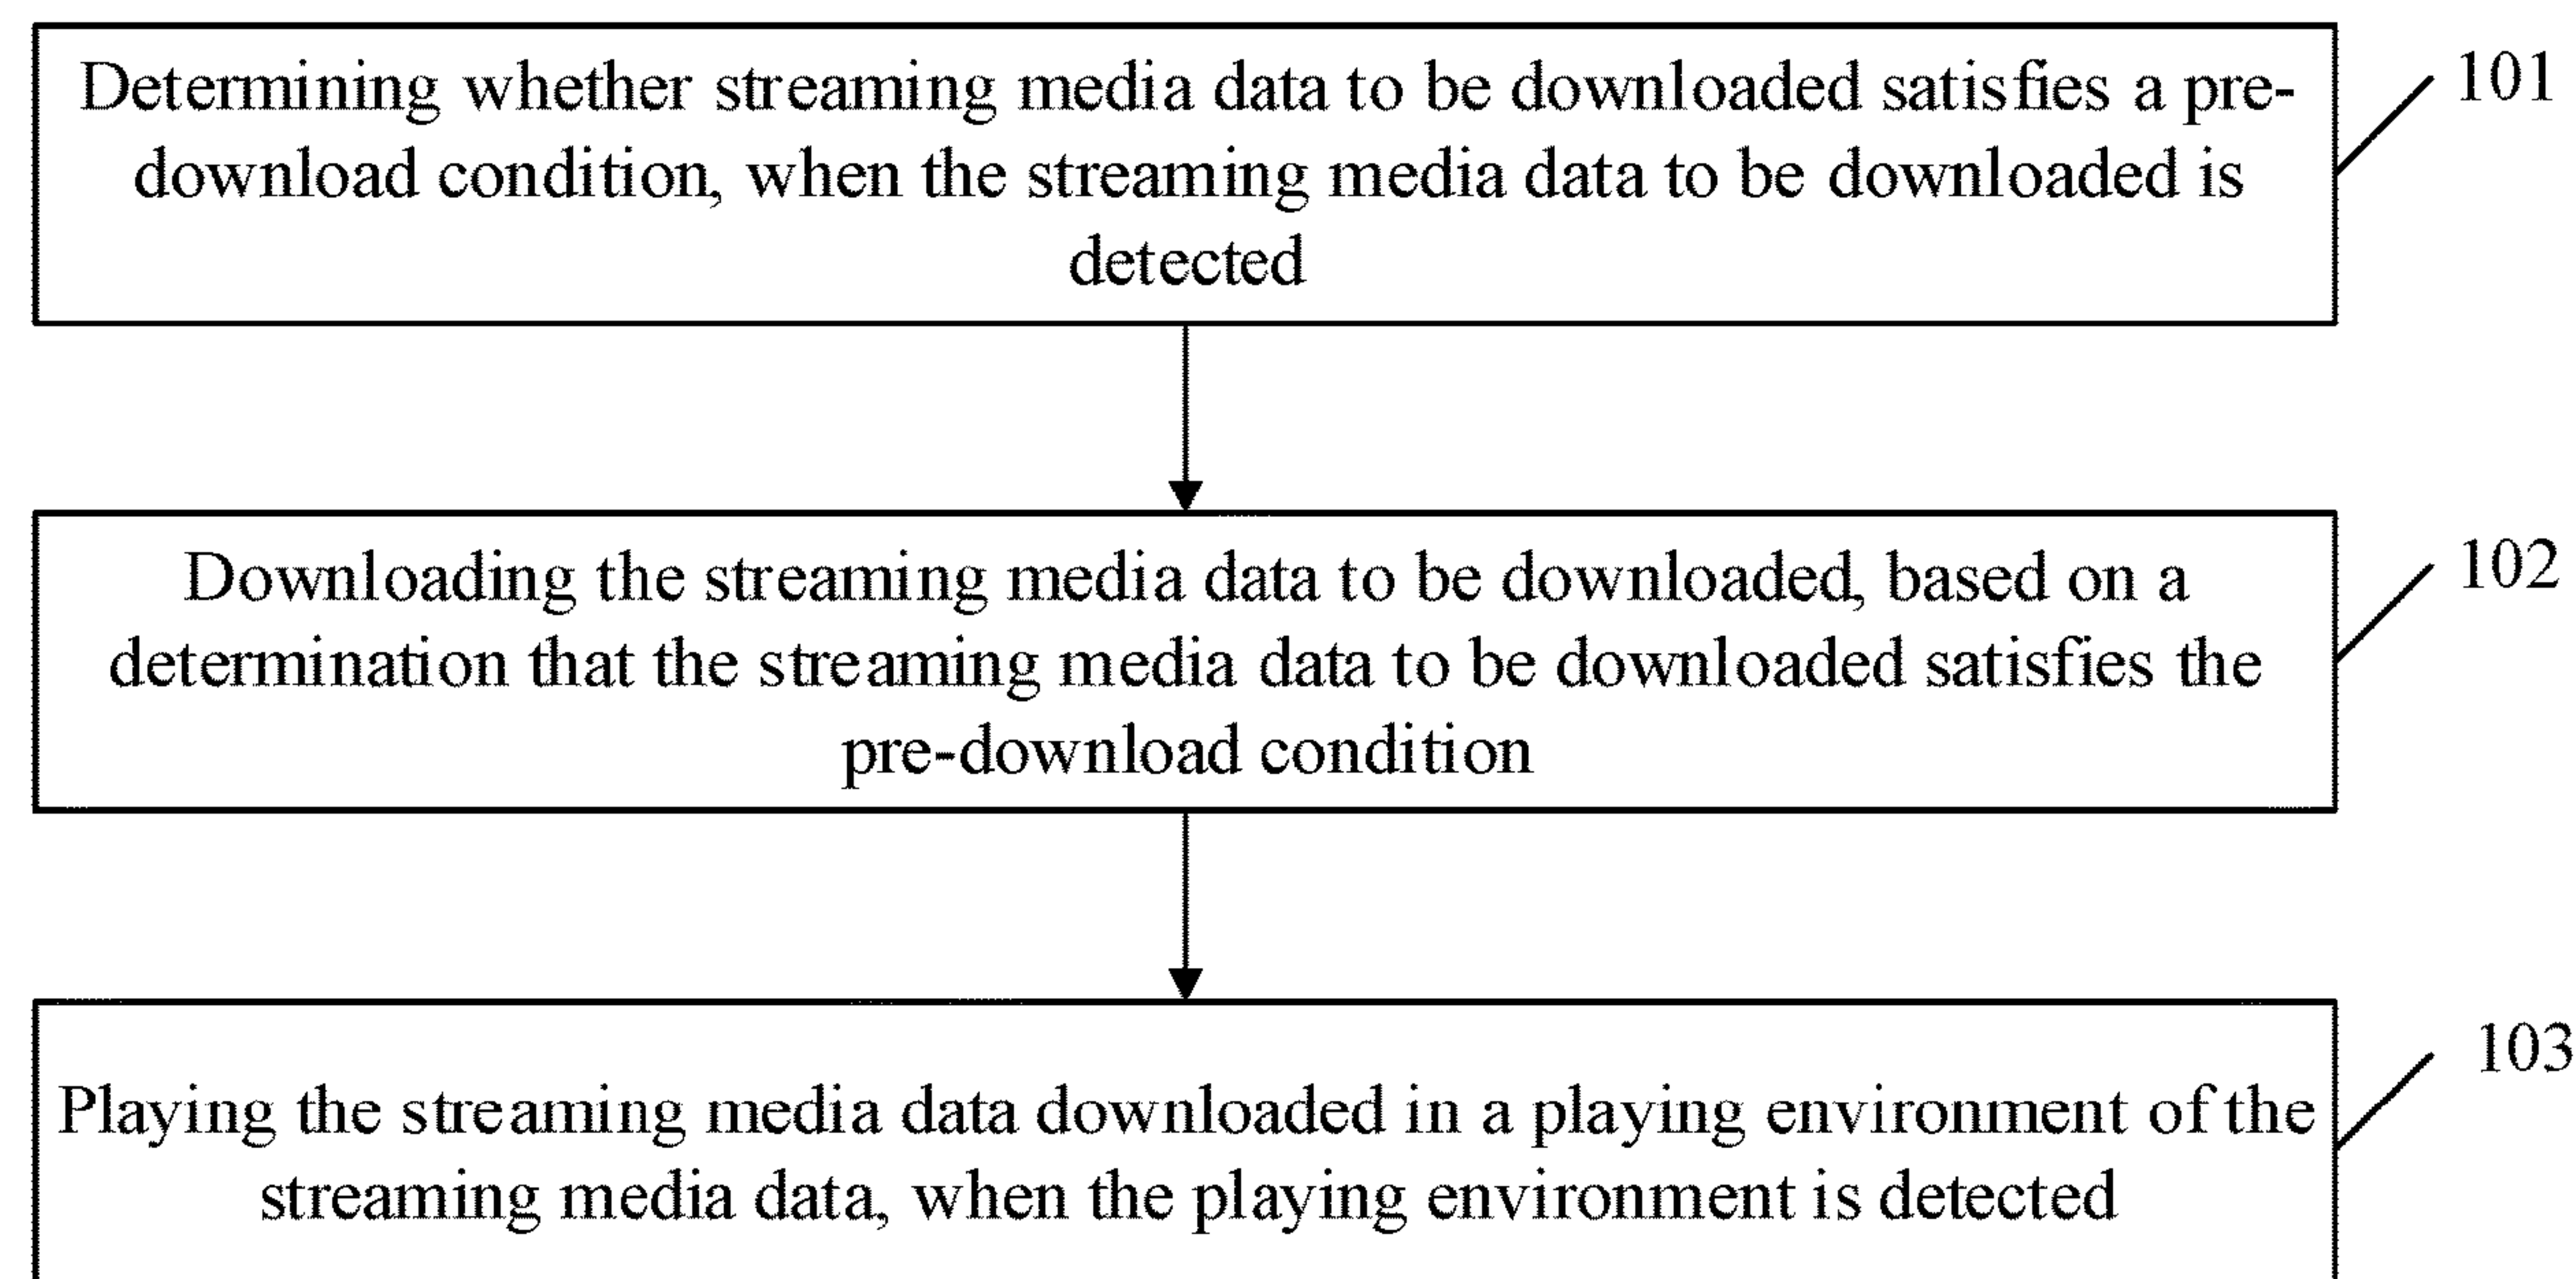 Determining whether streaming media data to be downloaded satisfies a pre-
download condition, when the streaming media data to be downloaded is
detected
101
Downloading the streaming media data to be downloaded, based on a
determination that the streaming media data to be downloaded satisfies the
pre-download condition
102
Playing the streaming media data downloaded in a playing environment of the
streaming media data, when the playing environment is detected
103